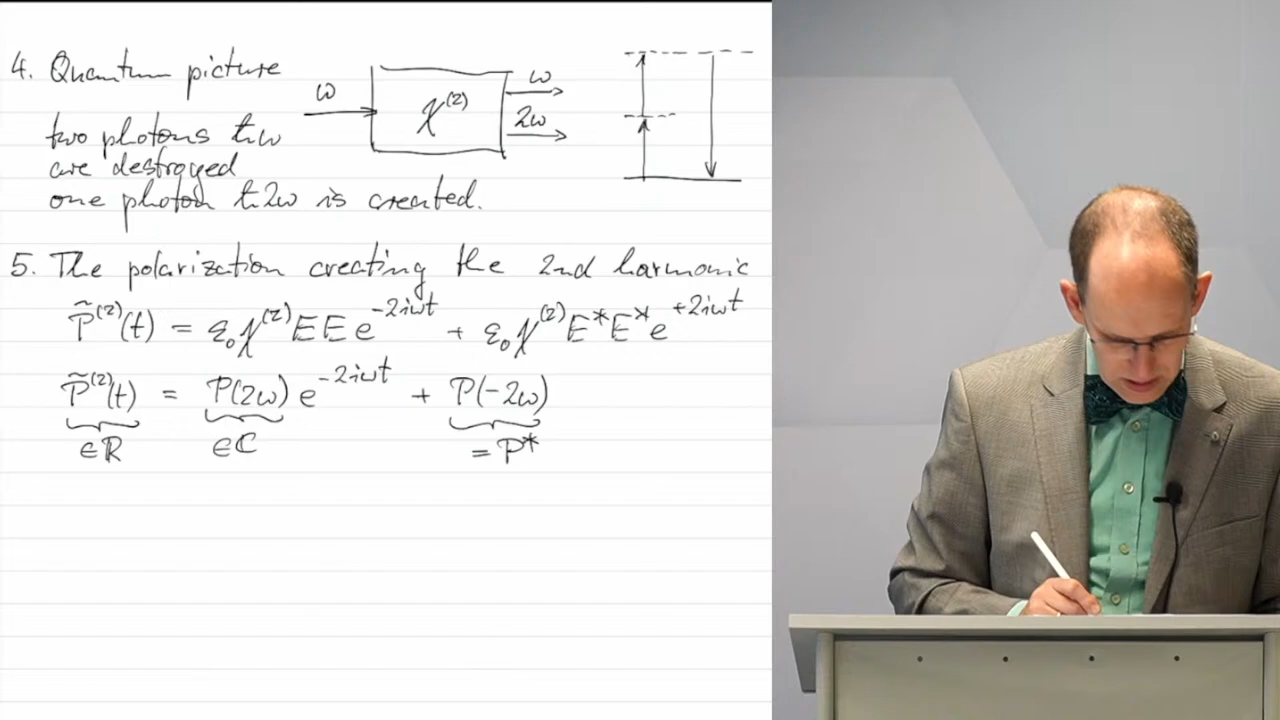 4. Quantum picture
ω χ⁽²⁾ ω
2ω
two photons ħω
are destroyed
one photon ħ2ω is created.
5. The polarization creating the 2nd harmonic
P̃⁽²⁾(t) = ε₀χ⁽²⁾EE e^{-2iωt} + ε₀χ⁽²⁾E*E* e^{+2iωt}
P̃⁽²⁾(t) = P(2ω) e^{-2iωt} + P(-2ω)
∈ℝ ∈ℂ = P*